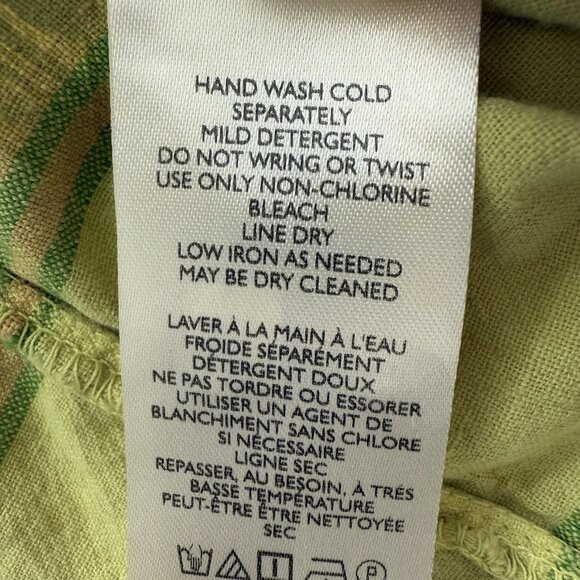 HAND WASH COLD
SEPARATELY
MILD DETERGENT
DO NOT WRING OR TWIST
USE ONLY NON-CHLORINE
BLEACH
LINE DRY
LOW IRON AS NEEDED
MAY BE DRY CLEANED
LAVER À LA MAIN À L'EAU
FROIDE SÉPARÉMENT
DÉTERGENT DOUX
NE PAS TORDRE OU ESSORER
UTILISER UN AGENT DE
BLANCHIMENT SANS CHLORE
SI NÉCESSAIRE
LIGNE SEC
REPASSER, AU BESOIN, À TRÉS
BASSE TEMPÉRATURE
PEUT-ÊTRE ÊTRE NETTOYÉE
SEC
P